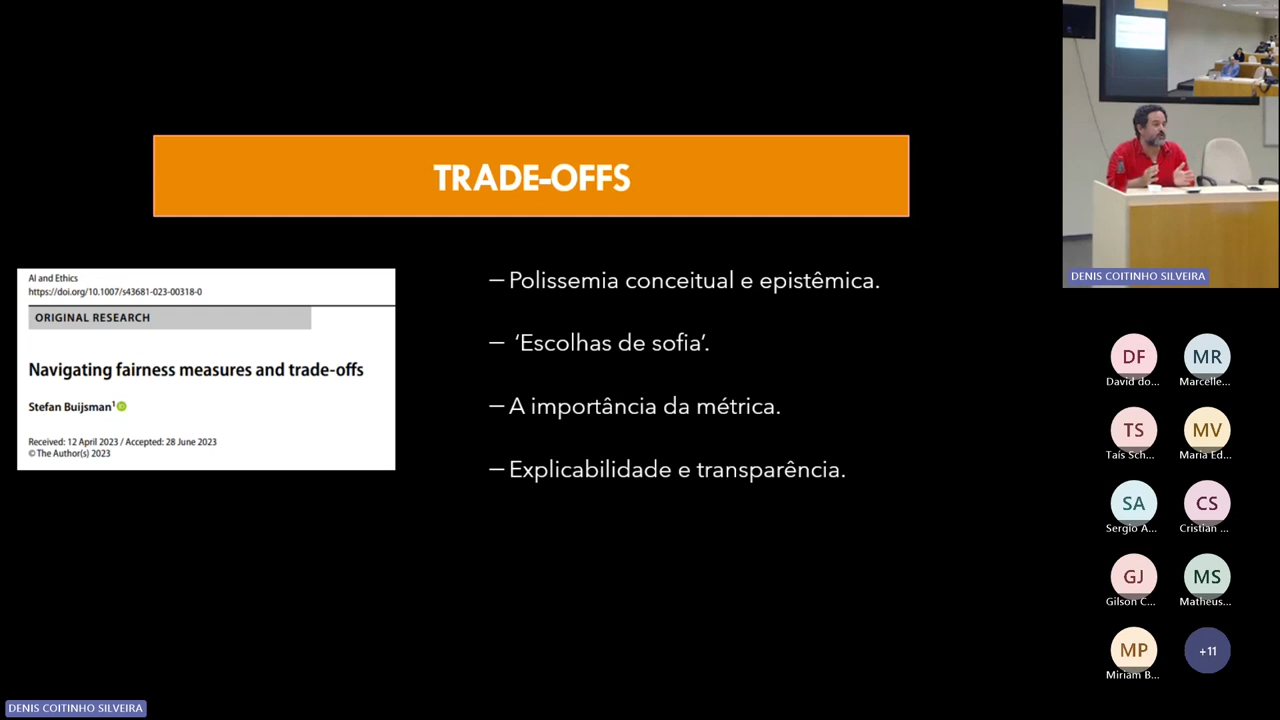 TRADE-OFFS
AI and Ethics
https://doi.org/10.1007/s43681-023-00318-0
ORIGINAL RESEARCH
Navigating fairness measures and trade-offs
Stefan Buijsman1
Received: 12 April 2023 / Accepted: 28 June 2023
© The Author(s) 2023
— Polissemia conceitual e epistêmica.
— 'Escolhas de sofia'.
— A importância da métrica.
— Explicabilidade e transparência.
DENIS COITINHO SILVEIRA
DF
MR
David do...
Marcelle...
TS
MV
Taís Sch...
Maria Ed...
SA
CS
Sergio A...
Cristian ...
GJ
MS
Gilson C...
Matheus...
MP
+11
Miriam B...
DENIS COITINHO SILVEIRA